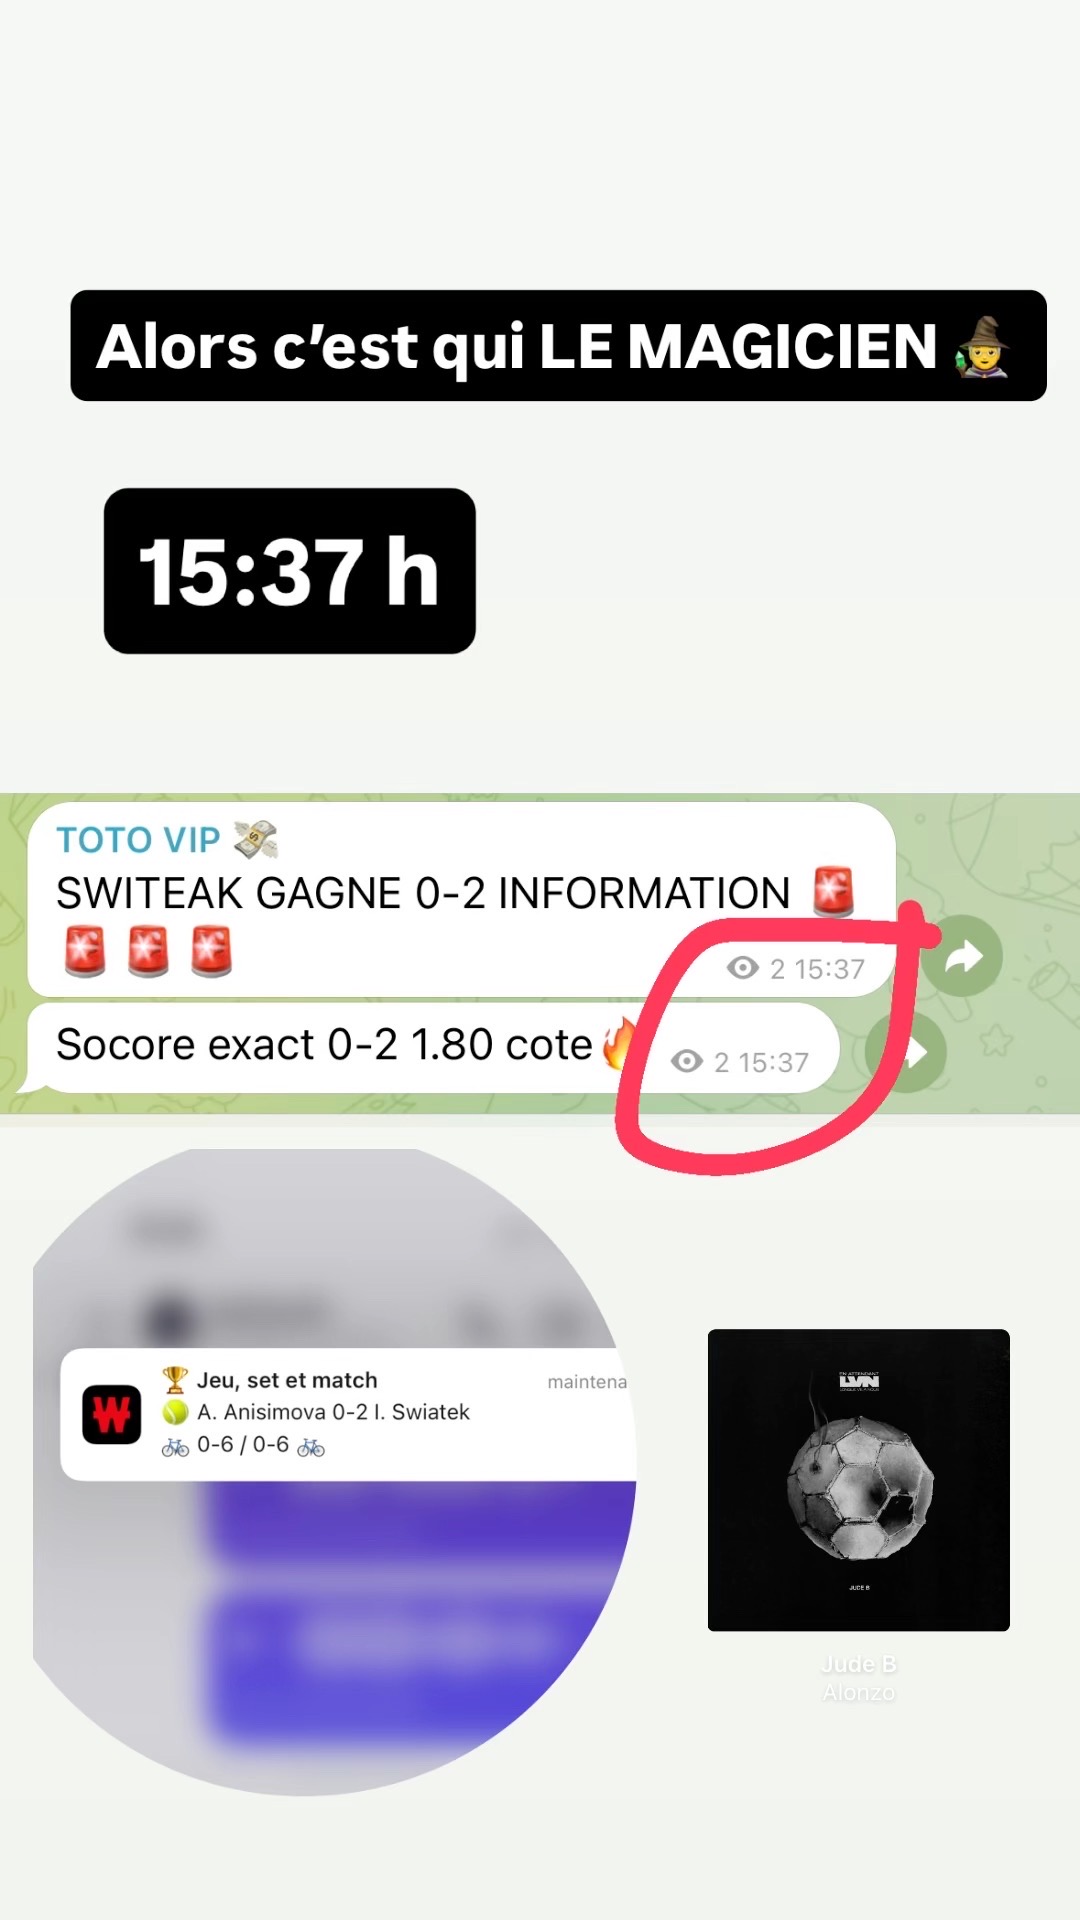 Alors c’est qui LE MAGICIEN 🧙
15:37 h
TOTO VIP 💸
SWITEAK GAGNE 0-2 INFORMATION 🚨
🚨 🚨 🚨
2 15:37
Socore exact 0-2 1.80 cote🔥
2 15:37
🏆 Jeu, set et match
maintena
W
🎾 A. Anisimova 0-2 I. Swiatek
🚲 0-6 / 0-6 🚲
EN ATTENDANT
LVN
JUDE B
Jude B
Alonzo